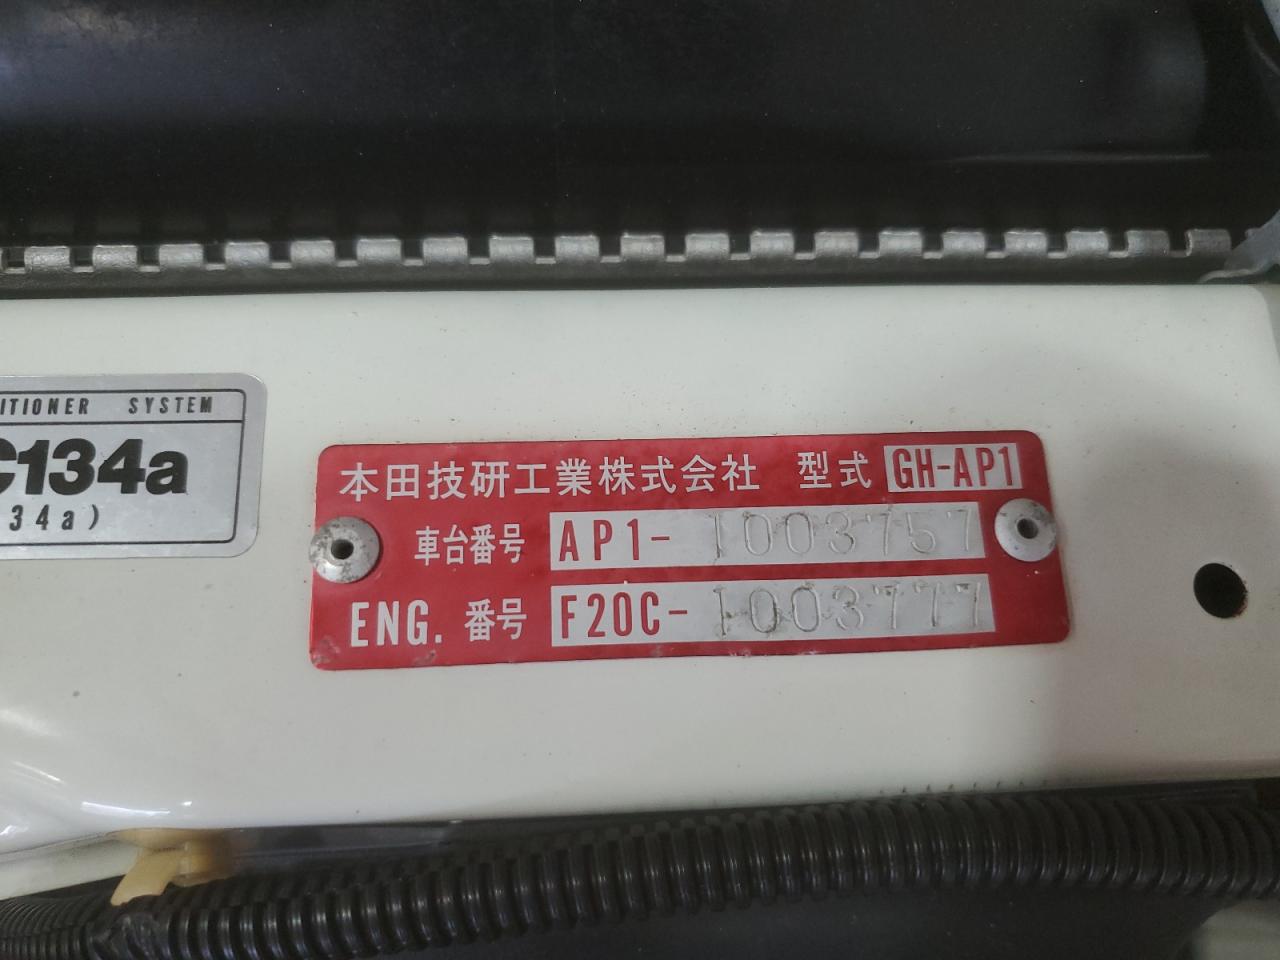 ITIONER SYSTEM
C134a
34a)
本田技研工業株式会社 型式 GH-AP1
車台番号 AP1-1003757
ENG. 番号 F20C-1003777